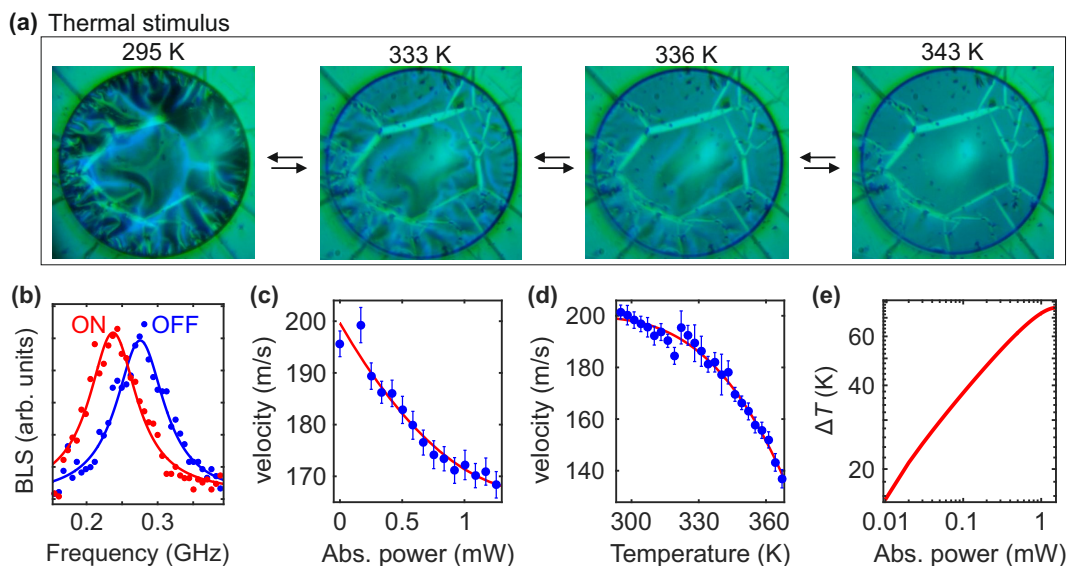 (a) Thermal stimulus
295 K 333 K 336 K 343 K
(b) (c) (d) (e)
ON OFF
BLS (arb. units)
0.2 0.3
Frequency (GHz)
velocity (m/s)
200
190
180
170
0 0.5 1
Abs. power (mW)
velocity (m/s)
200
180
160
140
300 320 340 360
Temperature (K)
ΔT (K)
60
40
20
0.01 0.1 1
Abs. power (mW)